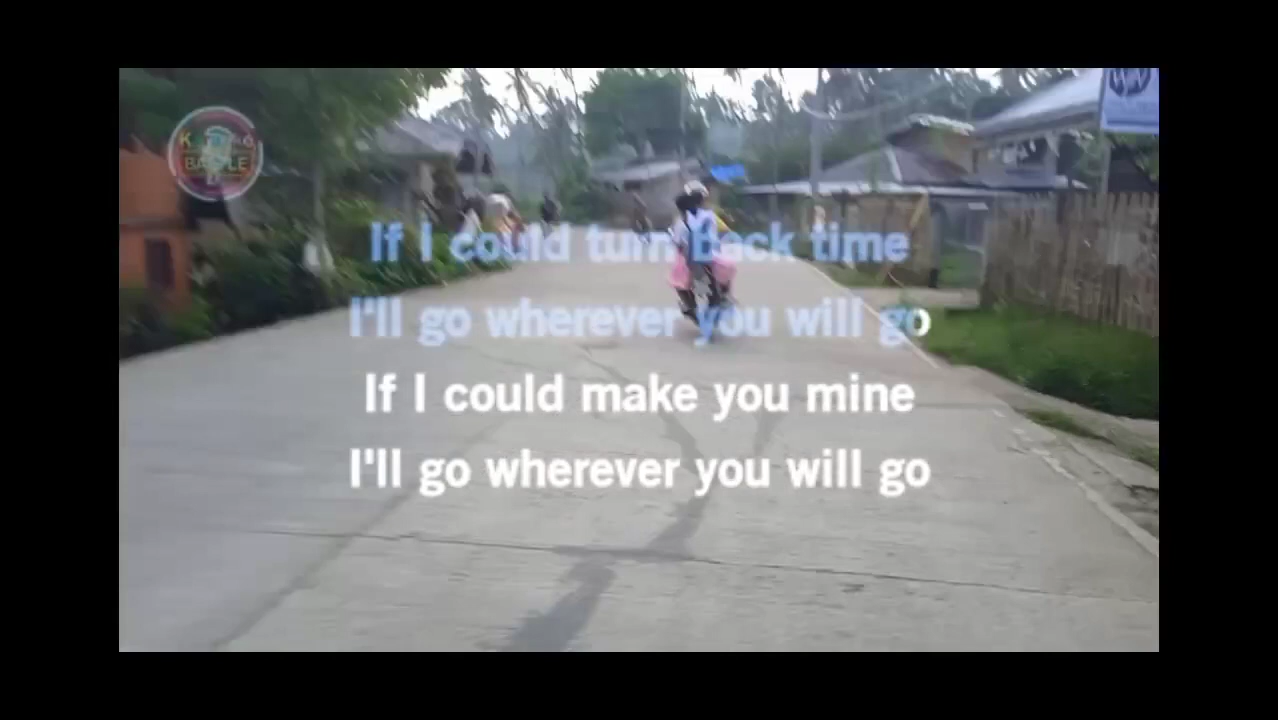 BATTLE
If I could turn back time
I'll go wherever you will go
If I could make you mine
I'll go wherever you will go